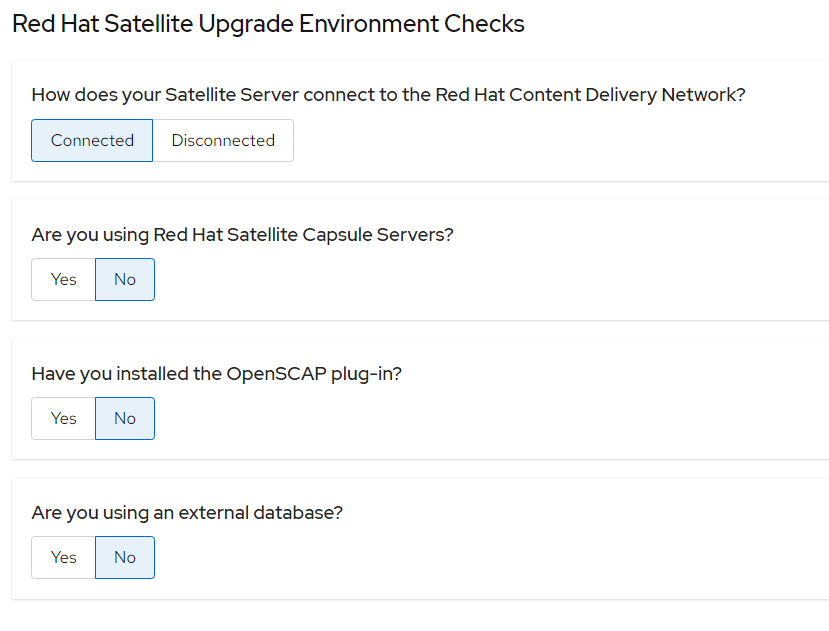 Red Hat Satellite Upgrade Environment Checks
How does your Satellite Server connect to the Red Hat Content Delivery Network?
Connected Disconnected
Are you using Red Hat Satellite Capsule Servers?
Yes No
Have you installed the OpenSCAP plug-in?
Yes No
Are you using an external database?
Yes No